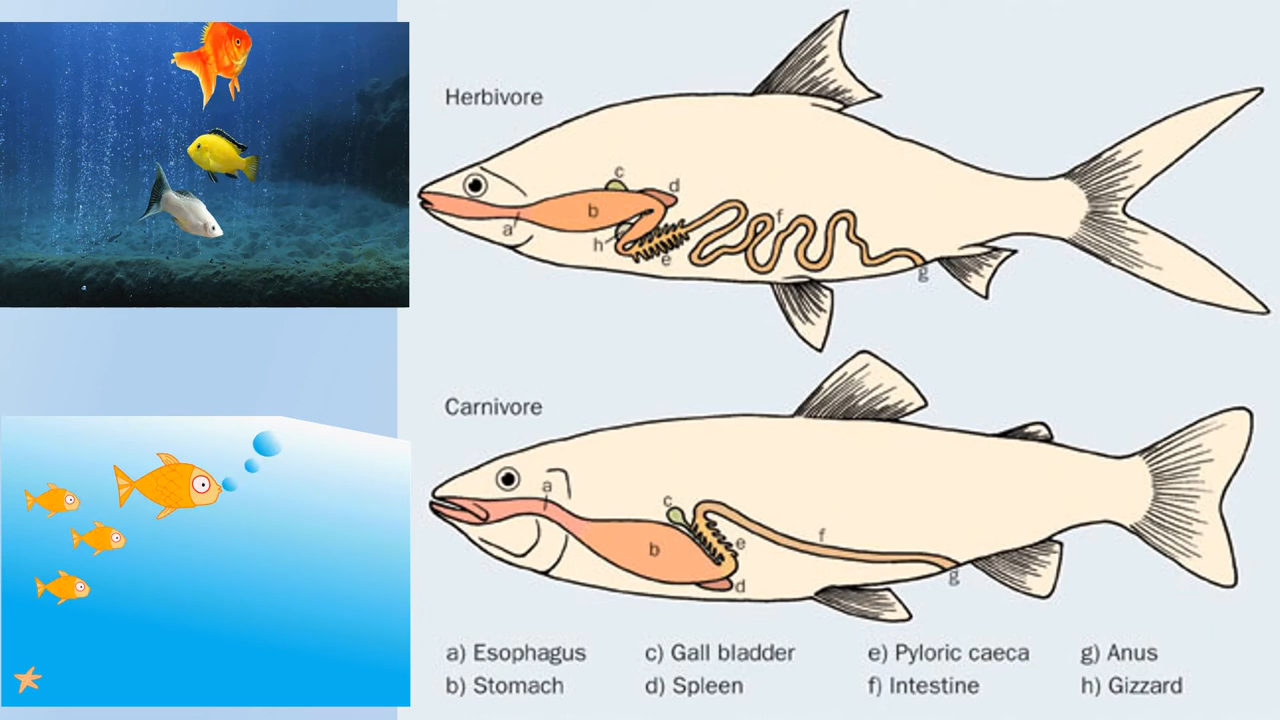 Herbivore
c
d
b
a
f
h
e
g
Carnivore
a
c
b
e
f
d
g
a) Esophagus c) Gall bladder e) Pyloric caeca g) Anus
b) Stomach d) Spleen f) Intestine h) Gizzard